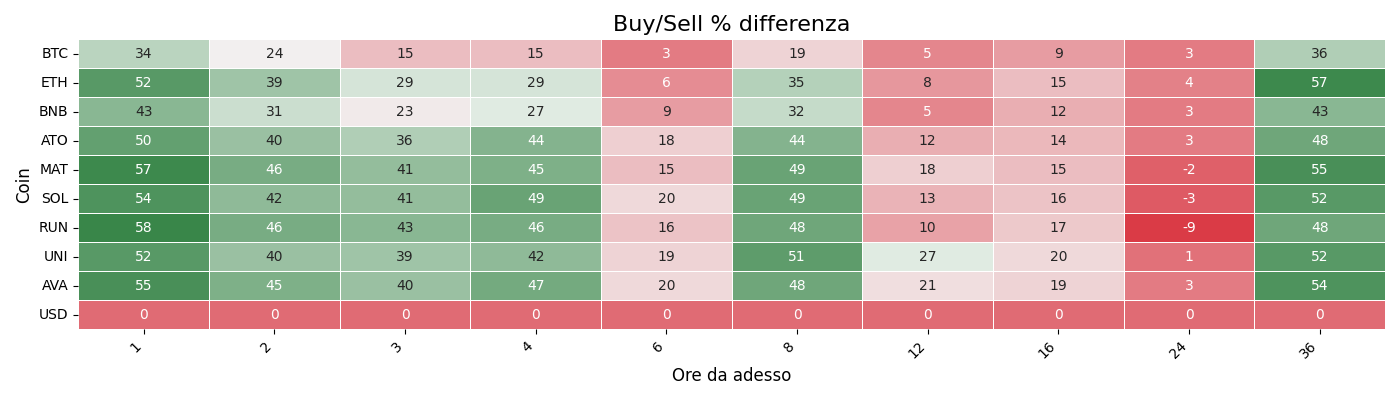 Buy/Sell % differenza
Coin
BTC 34 24 15 15 3 19 5 9 3 36
ETH 52 39 29 29 6 35 8 15 4 57
BNB 43 31 23 27 9 32 5 12 3 43
ATO 50 40 36 44 18 44 12 14 3 48
MAT 57 46 41 45 15 49 18 15 -2 55
SOL 54 42 41 49 20 49 13 16 -3 52
RUN 58 46 43 46 16 48 10 17 -9 48
UNI 52 40 39 42 19 51 27 20 1 52
AVA 55 45 40 47 20 48 21 19 3 54
USD 0 0 0 0 0 0 0 0 0 0
1 2 3 4 6 8 12 16 24 36
Ore da adesso